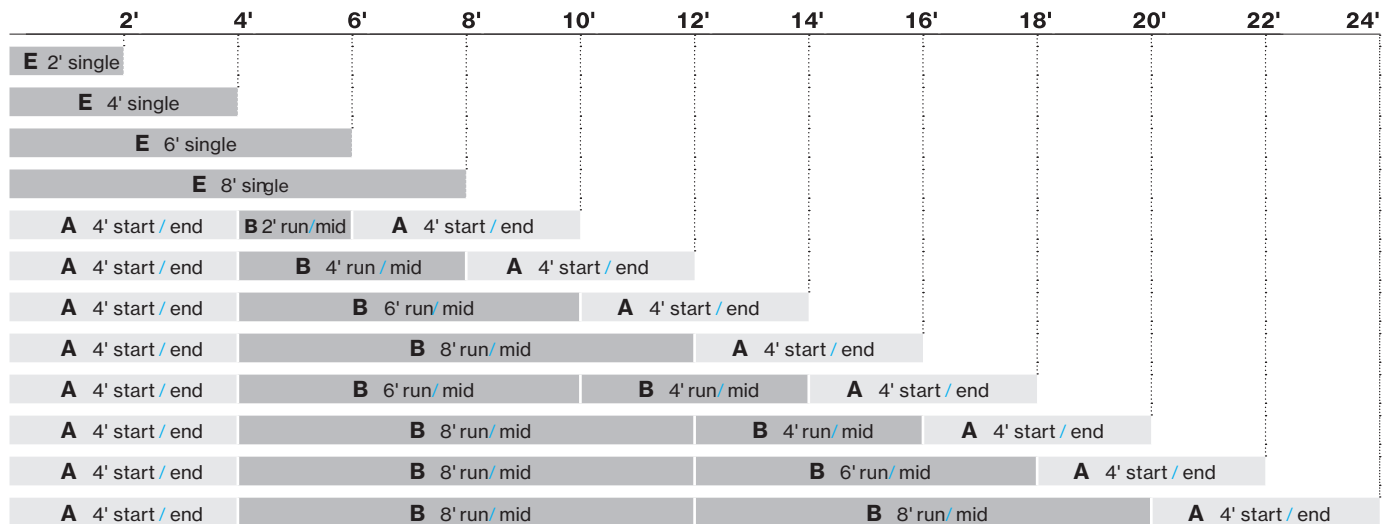 2' 4' 6' 8' 10' 12' 14' 16' 18' 20' 22' 24'
E 2' single
E 4' single
E 6' single
E 8' single
A 4' start / end B 2' run/mid A 4' start / end
A 4' start / end B 4' run / mid A 4' start / end
A 4' start / end B 6' run/ mid A 4' start / end
A 4' start / end B 8' run/ mid A 4' start / end
A 4' start / end B 6' run/ mid B 4' run/ mid A 4' start / end
A 4' start / end B 8' run/ mid B 4' run/ mid A 4' start / end
A 4' start / end B 8' run/ mid B 6' run/ mid A 4' start / end
A 4' start / end B 8' run/ mid B 8' run/ mid A 4' start / end